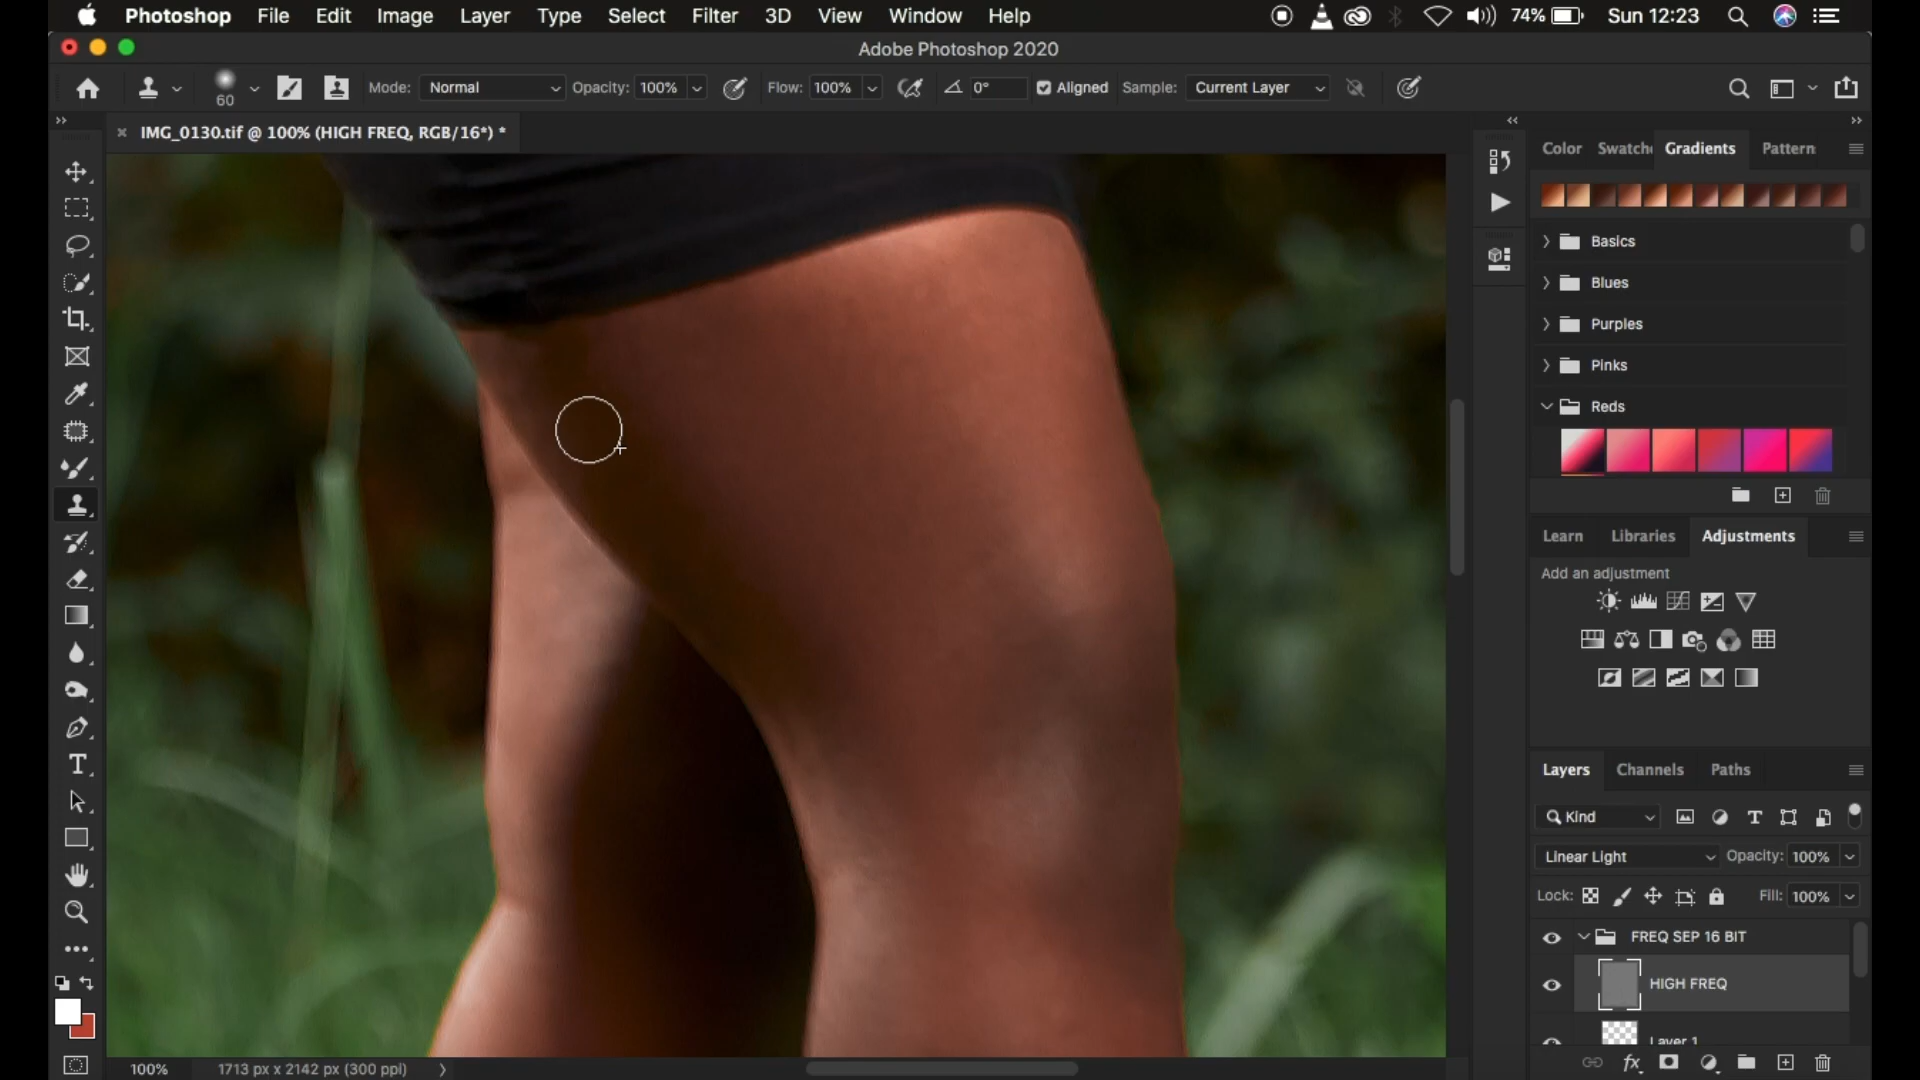 Photoshop File Edit Image Layer Type Select Filter 3D View Window Help 74% Sun 12:23
Adobe Photoshop 2020
60 Mode: Normal Opacity: 100% Flow: 100% 0° Aligned Sample: Current Layer
IMG_0130.tif @ 100% (HIGH FREQ, RGB/16*) *
Color Swatche Gradients Pattern
Basics
Blues
Purples
Pinks
Reds
Learn Libraries Adjustments
Add an adjustment
Layers Channels Paths
Kind
Linear Light Opacity: 100%
Lock: Fill: 100%
FREQ SEP 16 BIT
HIGH FREQ
Layer 1
100% 1713 px x 2142 px (300 ppi)